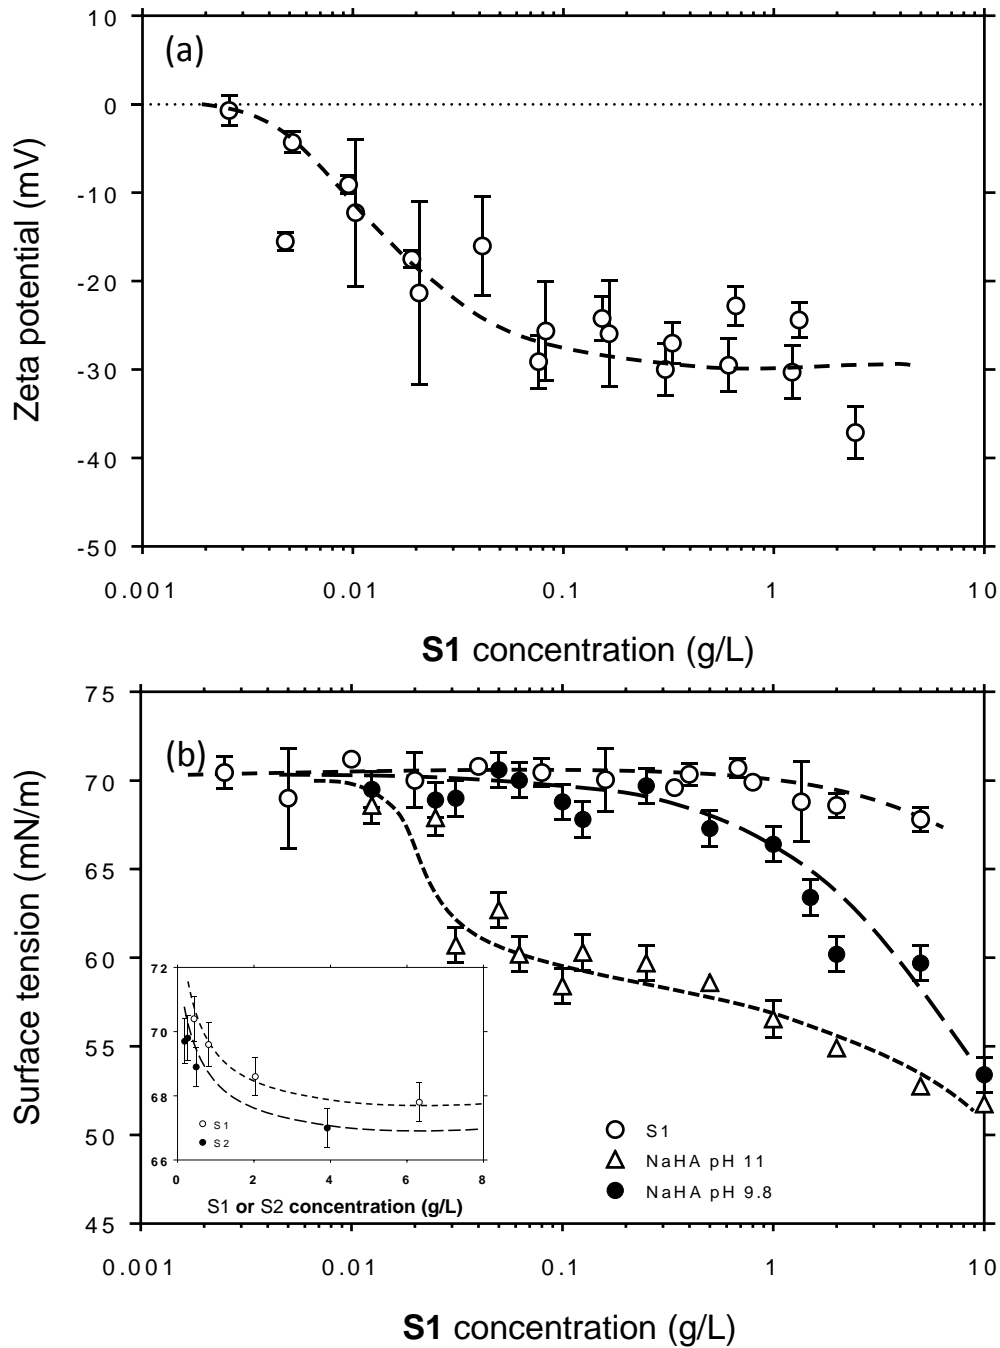 (a)
Zeta potential (mV)
10
0
-10
-20
-30
-40
-50
0.001 0.01 0.1 1 10
S1 concentration (g/L)
(b)
Surface tension (mN/m)
75
70
65
60
55
50
45
72
70
68
66
S1
S2
0 2 4 6 8
S1 or S2 concentration (g/L)
S1
NaHA pH 11
NaHA pH 9.8
0.001 0.01 0.1 1 10
S1 concentration (g/L)